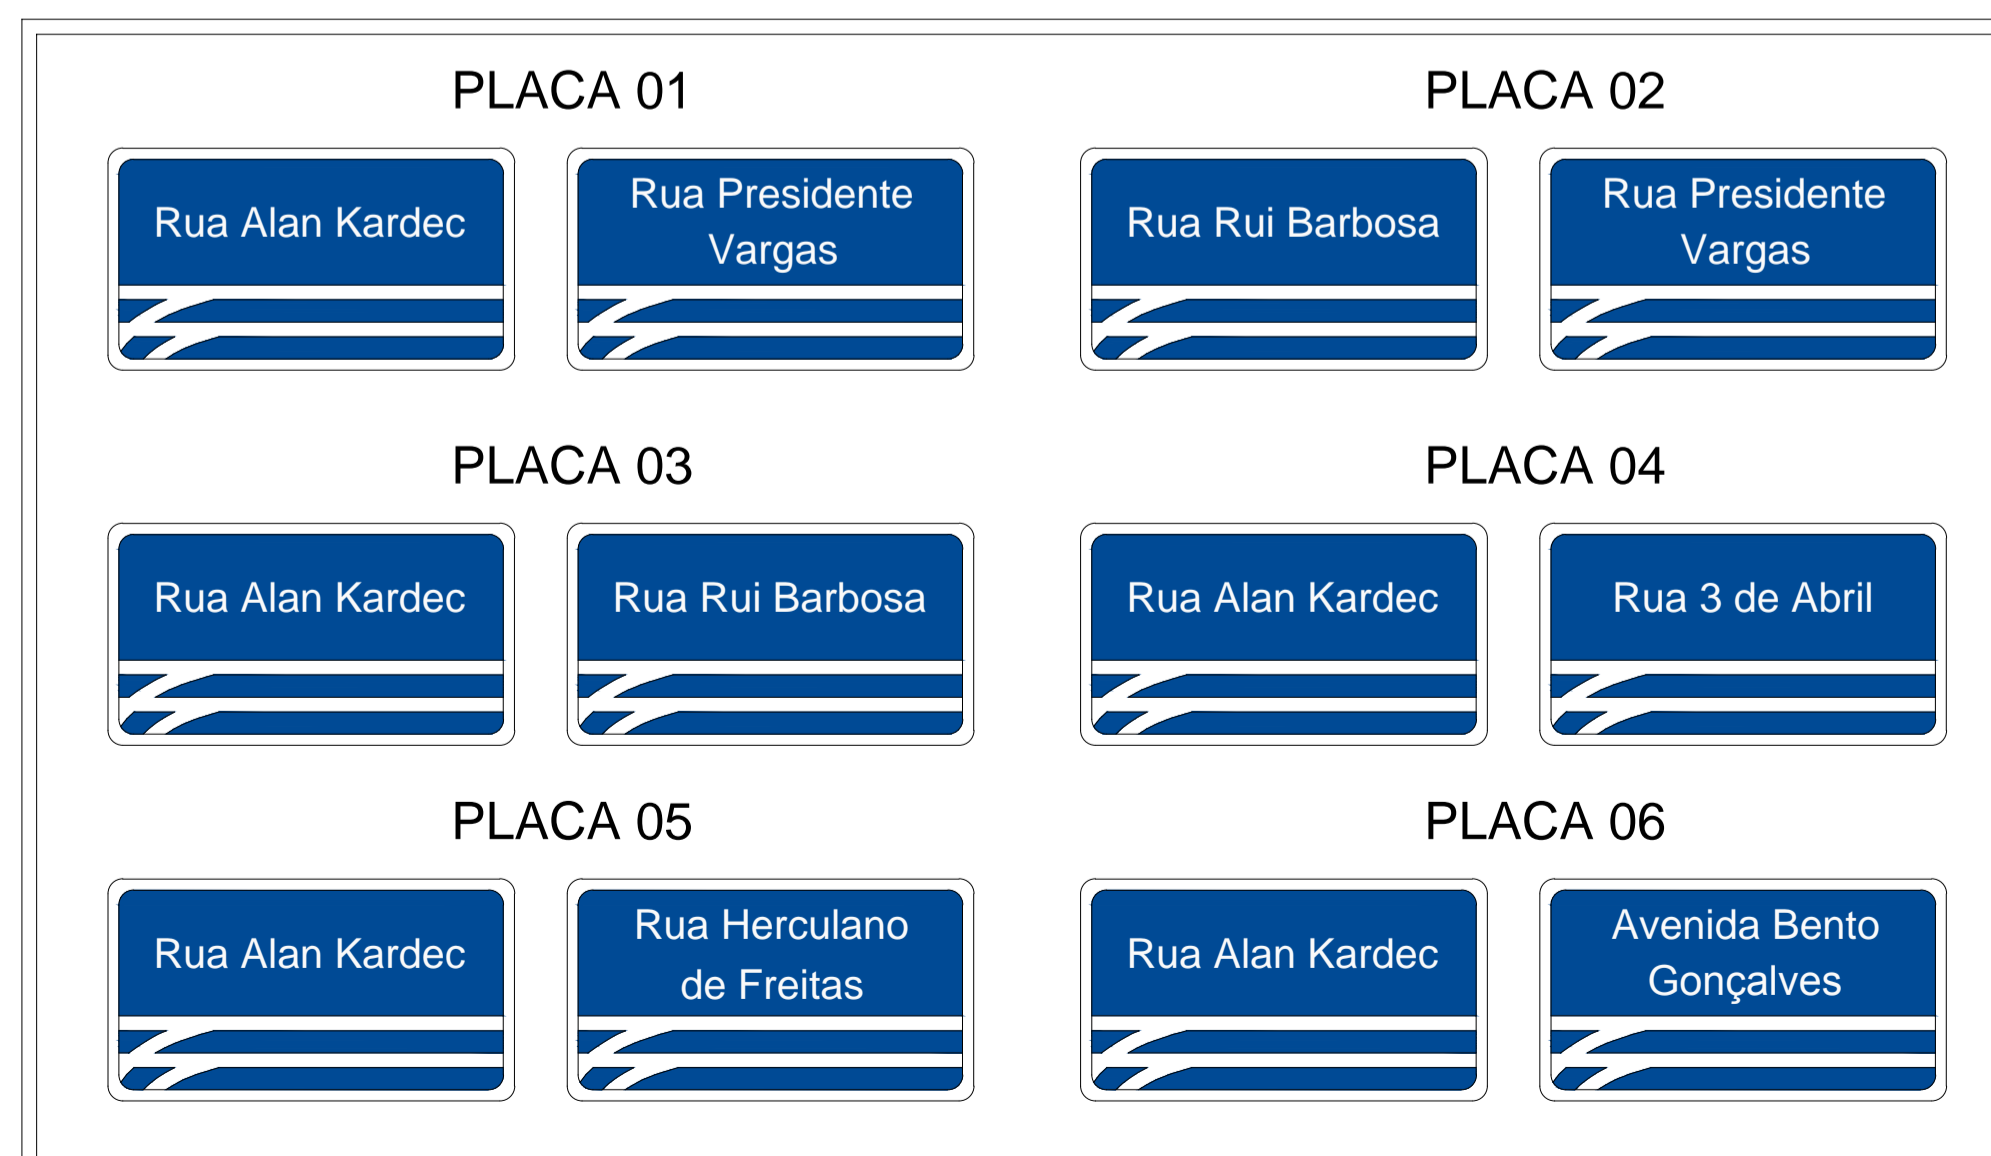 PLACA 01
Rua Alan Kardec
Rua Presidente
Vargas
PLACA 02
Rua Rui Barbosa
Rua Presidente
Vargas
PLACA 03
Rua Alan Kardec
Rua Rui Barbosa
PLACA 04
Rua Alan Kardec
Rua 3 de Abril
PLACA 05
Rua Alan Kardec
Rua Herculano
de Freitas
PLACA 06
Rua Alan Kardec
Avenida Bento
Gonçalves